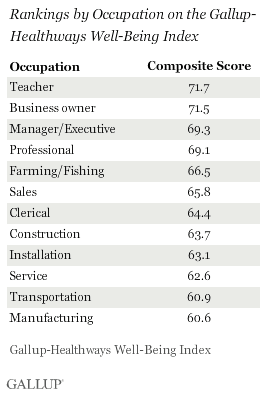 Rankings by Occupation on the Gallup-
Healthways Well-Being Index
Occupation Composite Score
Teacher 71.7
Business owner 71.5
Manager/Executive 69.3
Professional 69.1
Farming/Fishing 66.5
Sales 65.8
Clerical 64.4
Construction 63.7
Installation 63.1
Service 62.6
Transportation 60.9
Manufacturing 60.6
Gallup-Healthways Well-Being Index
GALLUP®